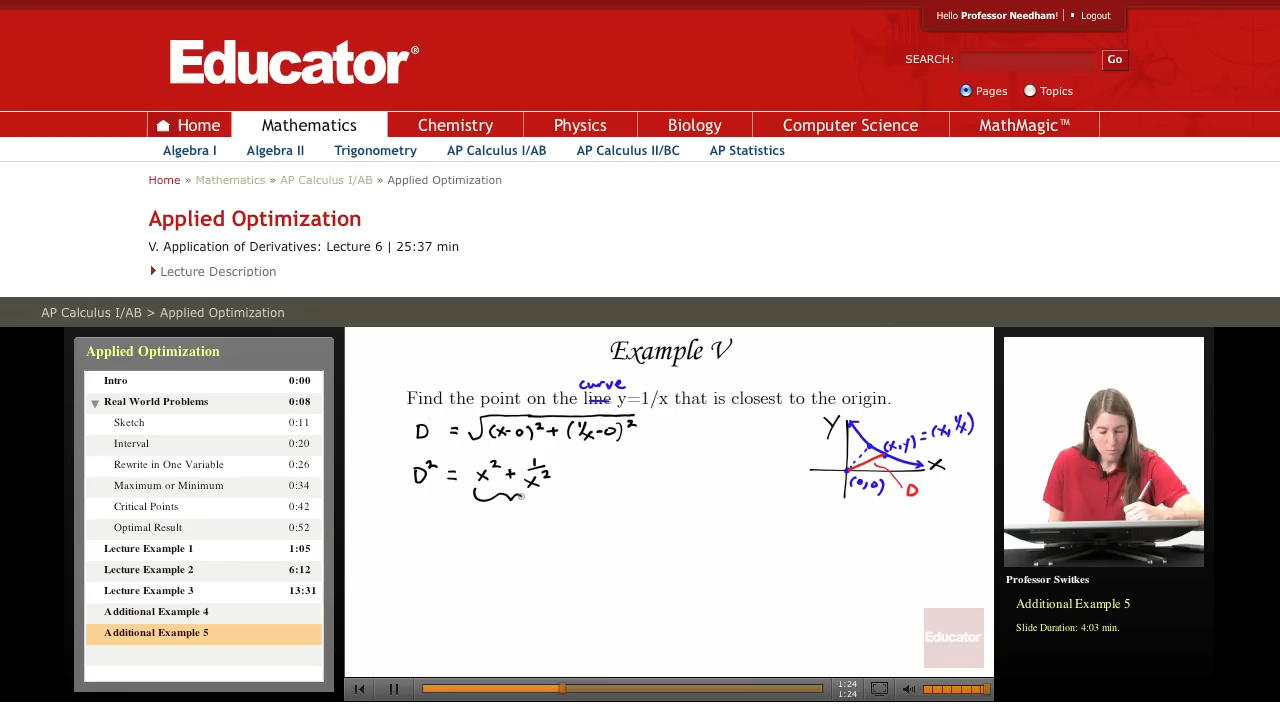 Hello Professor Needham! Logout
Educator®
SEARCH: Go
Pages Topics
Home Mathematics Chemistry Physics Biology Computer Science MathMagic™
Algebra I Algebra II Trigonometry AP Calculus I/AB AP Calculus II/BC AP Statistics
Home » Mathematics » AP Calculus I/AB » Applied Optimization
Applied Optimization
V. Application of Derivatives: Lecture 6 | 25:37 min
Lecture Description
AP Calculus I/AB > Applied Optimization
Applied Optimization
Intro 0:00
Real World Problems 0:08
Sketch 0:11
Interval 0:20
Rewrite in One Variable 0:26
Maximum or Minimum 0:34
Critical Points 0:42
Optimal Result 0:52
Lecture Example 1 1:05
Lecture Example 2 6:12
Lecture Example 3 13:31
Additional Example 4
Additional Example 5
Example V
curve
Find the point on the line y=1/x that is closest to the origin.
D = √(x-0)² + (1/x-0)²
D² = x² + 1/x²
Y
(x,y) = (x, 1/x)
X
(0,0)
D
Educator
1:24
1:24
Professor Switkes
Additional Example 5
Slide Duration: 4:03 min.